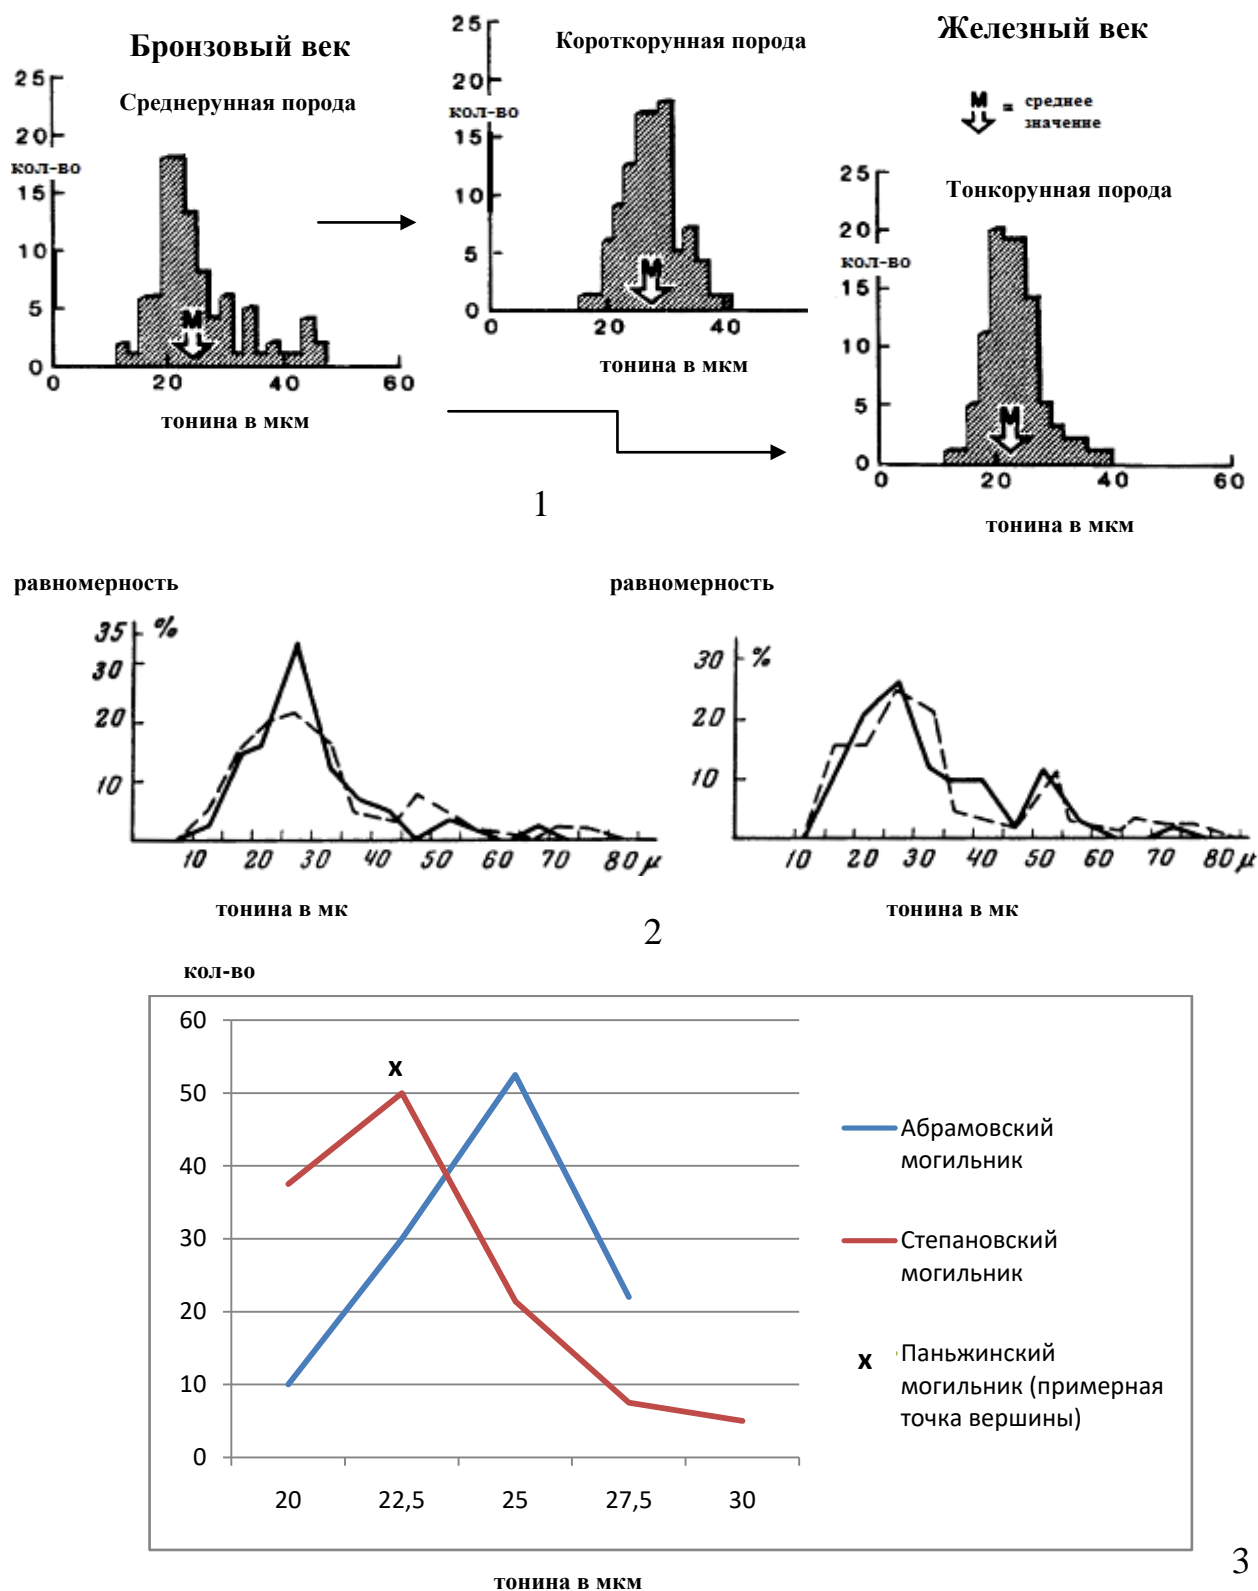 Бронзовый век
Среднерунная порода
25
20
кол-во
15
10
5
0
0 20 40 60
M
тонина в мкм
Короткорунная порода
25
20
кол-во
15
10
5
0
0 20 40
M
тонина в мкм
Железный век
M = среднее
значение
Тонкорунная порода
25
20
кол-во
15
10
5
0
0 20 40 60
M
тонина в мкм
1
равномерность
35 %
30
20
10
10 20 30 40 50 60 70 80 μ
тонина в мк
равномерность
30 %
20
10
10 20 30 40 50 60 70 80 μ
тонина в мк
2
кол-во
60
50
40
30
20
10
0
20 22,5 25 27,5 30
x
Абрамовский
могильник
Степановский
могильник
x Паньжинский
могильник (примерная
точка вершины)
тонина в мкм
3